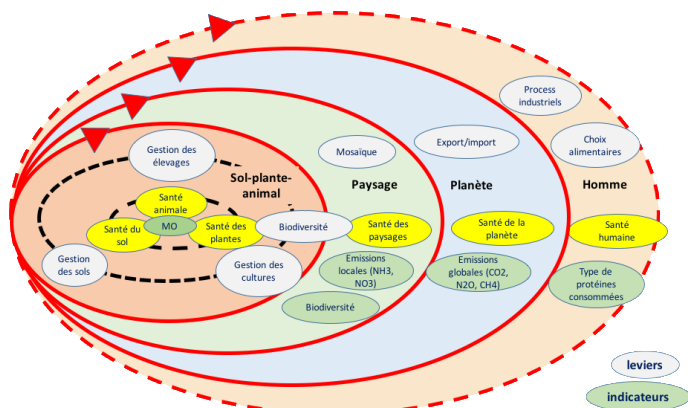 Process
industriels
Gestion des
élevages
Mosaïque
Export/import
Choix
alimentaires
Sol-plante-
animal
Paysage
Planète
Homme
Santé
animale
MO
Santé du
sol
Santé des
plantes
Biodiversité
Santé des
paysages
Santé de la
planète
Santé
humaine
Gestion
des sols
Gestion des
cultures
Emissions
locales (NH3,
NO3)
Emissions
globales (CO2,
N2O, CH4)
Type de
protéines
consommées
Biodiversité
leviers
indicateurs